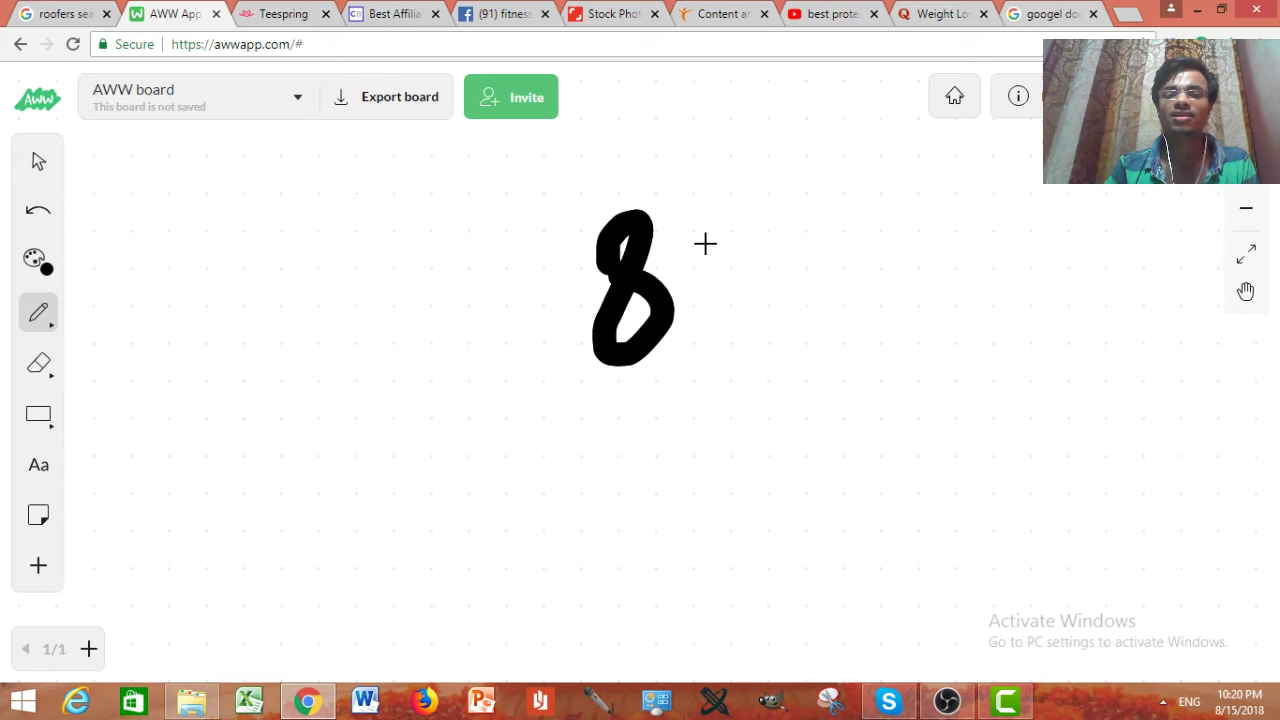 roofers sea
AWW App
Teespring
Best Affilia
(91) fitness
Stock Phot
Content ar
best prote
Weight Lo
googel do
Secure
https://awwapp.com/#
AWW
AWW board
This board is not saved
Export board
Invite
8
Aa
1/1
Activate Windows
Go to PC settings to activate Windows.
ENG
10:20 PM
8/15/2018